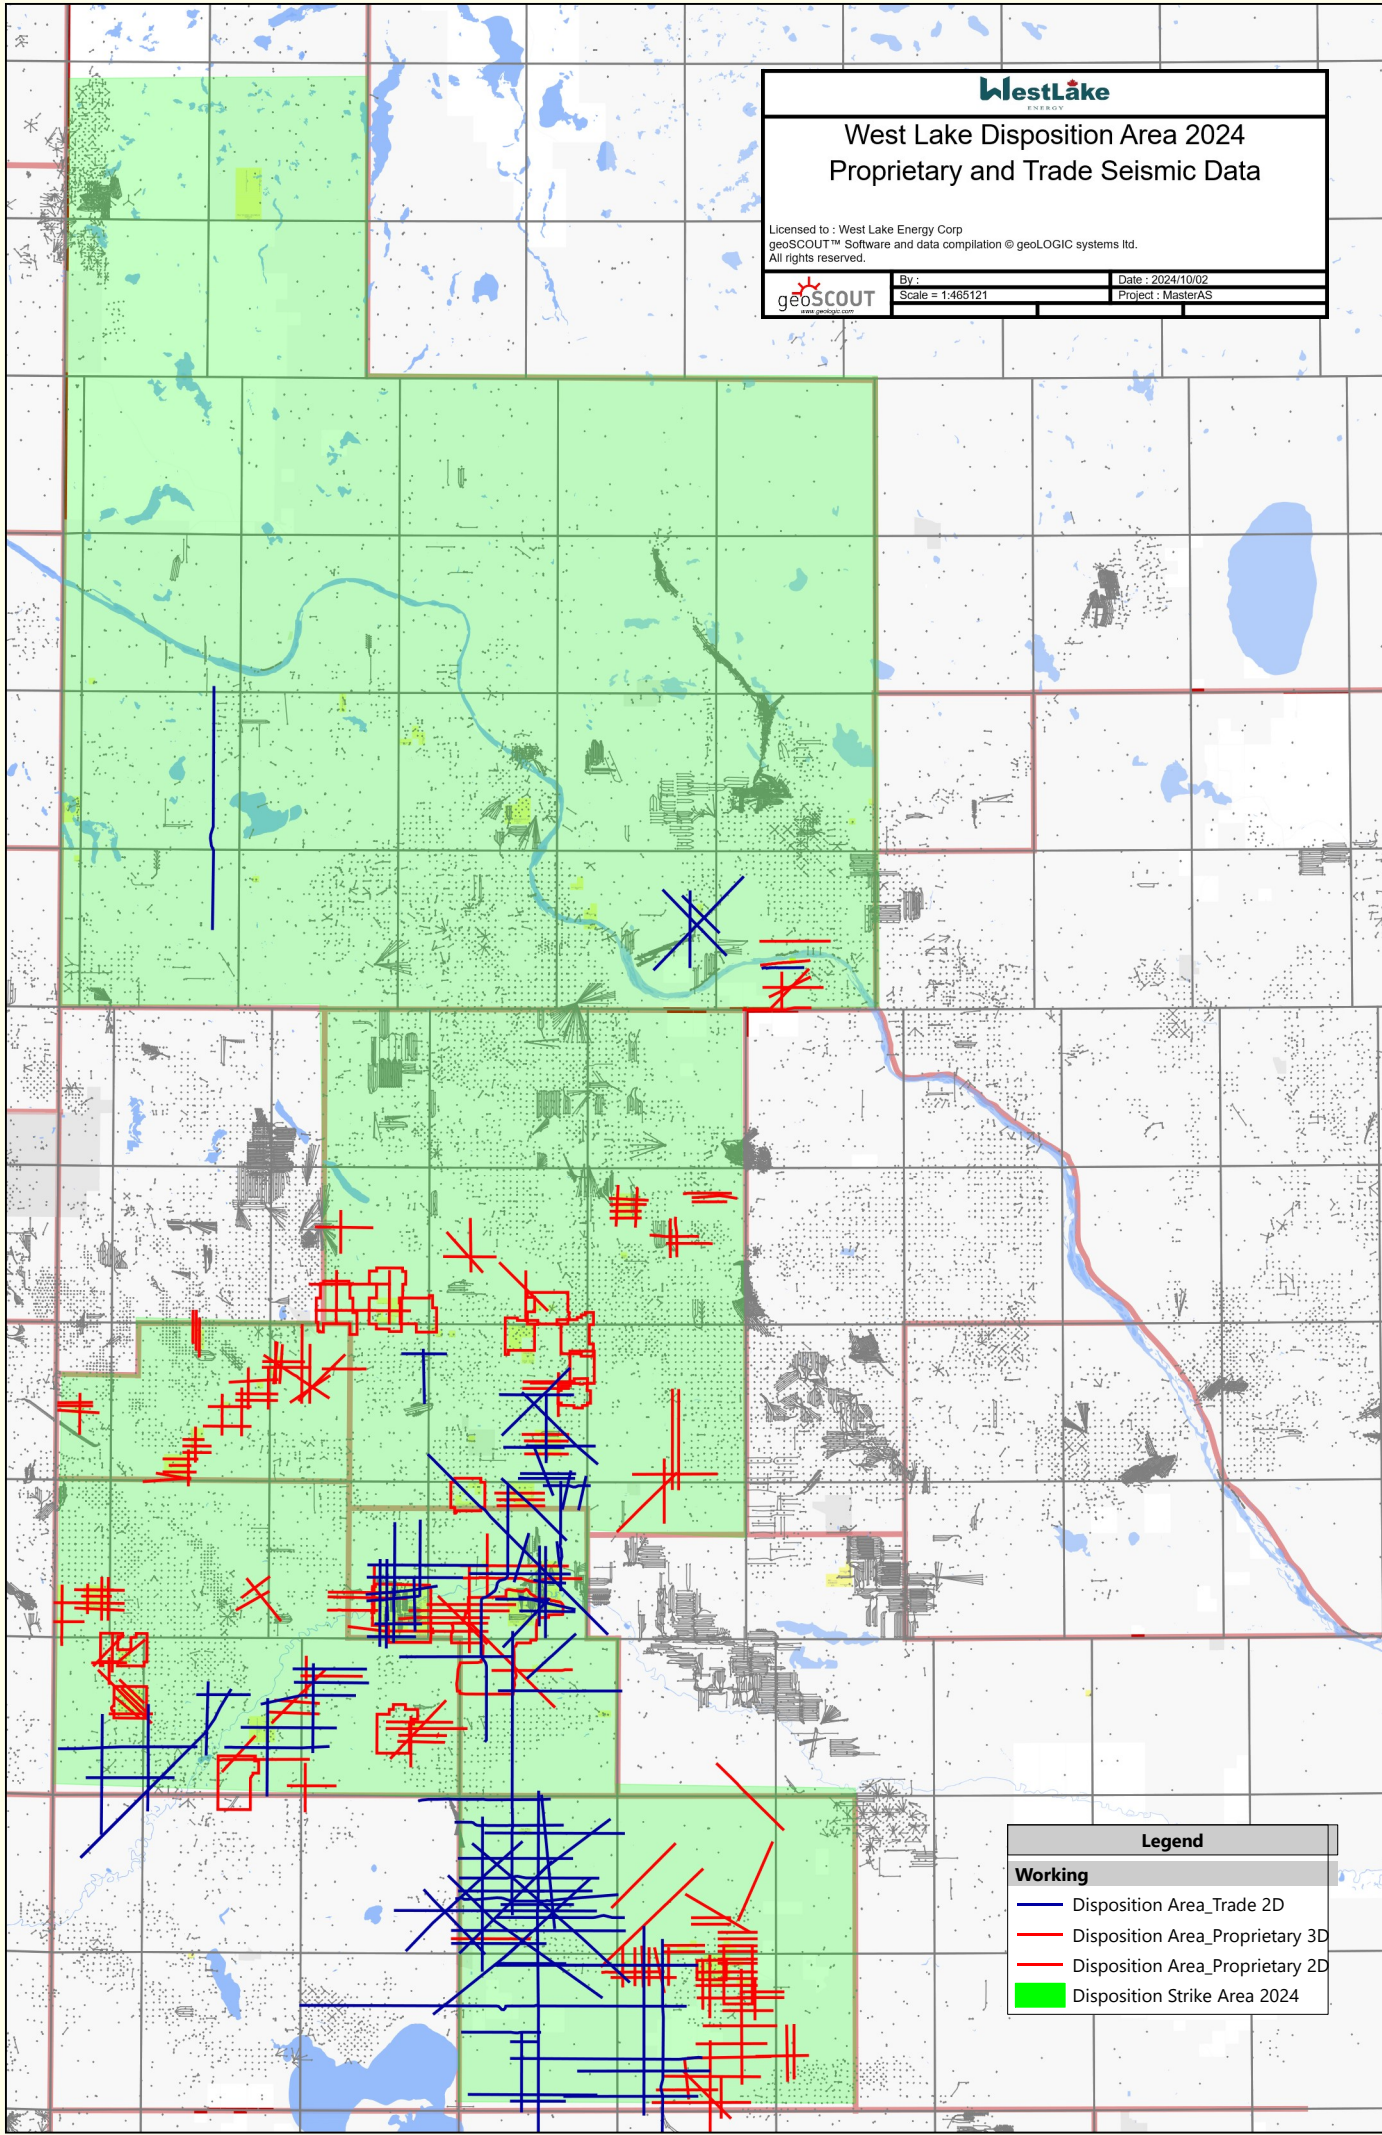 WestLake
ENERGY
West Lake Disposition Area 2024
Proprietary and Trade Seismic Data
Licensed to : West Lake Energy Corp
geoSCOUT™ Software and data compilation © geoLOGIC systems ltd.
All rights reserved.
geoSCOUT
www.geologic.com
By :
Date : 2024/10/02
Scale = 1:465121
Project : MasterAS
Legend
Working
Disposition Area_Trade 2D
Disposition Area_Proprietary 3D
Disposition Area_Proprietary 2D
Disposition Strike Area 2024